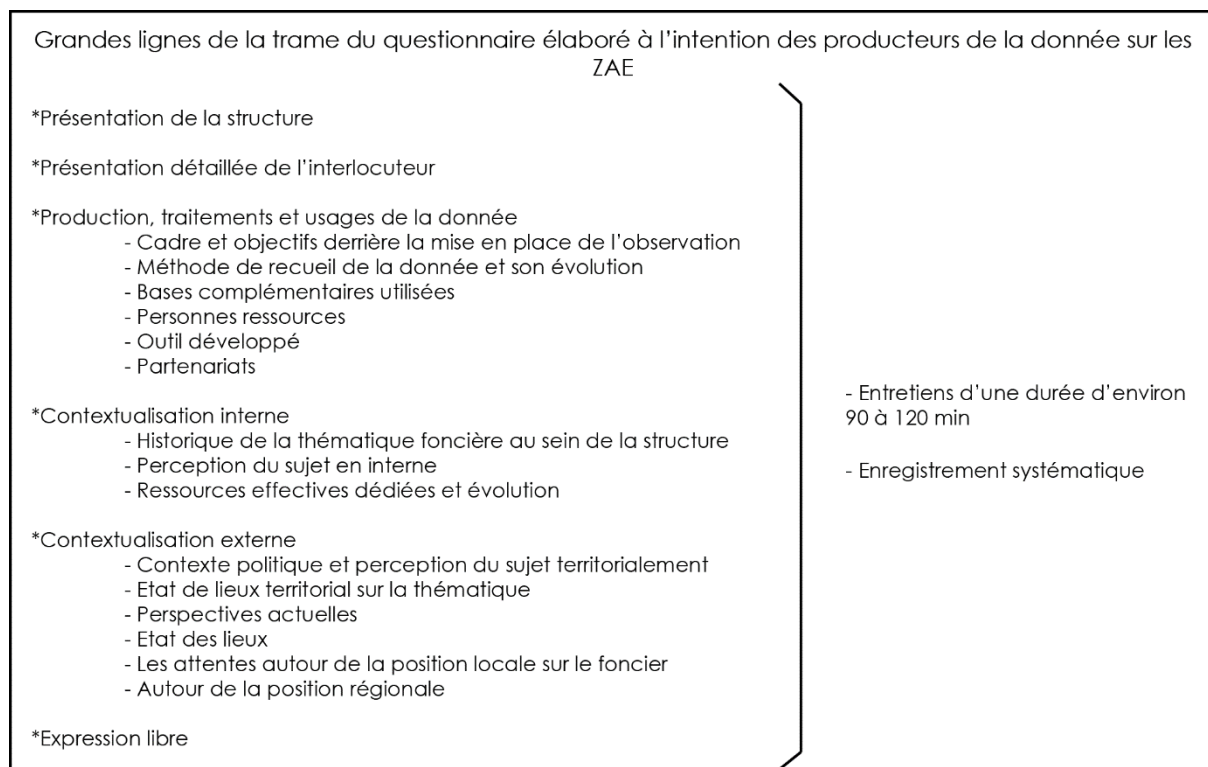 Grandes lignes de la trame du questionnaire élaboré à l'intention des producteurs de la donnée sur les
ZAE
*Présentation de la structure
*Présentation détaillée de l'interlocuteur
*Production, traitements et usages de la donnée
- Cadre et objectifs derrière la mise en place de l'observation
- Méthode de recueil de la donnée et son évolution
- Bases complémentaires utilisées
- Personnes ressources
- Outil développé
- Partenariats
*Contextualisation interne
- Historique de la thématique foncière au sein de la structure
- Perception du sujet en interne
- Ressources effectives dédiées et évolution
*Contextualisation externe
- Contexte politique et perception du sujet territorialement
- Etat de lieux territorial sur la thématique
- Perspectives actuelles
- Etat des lieux
- Les attentes autour de la position locale sur le foncier
- Autour de la position régionale
*Expression libre
- Entretiens d'une durée d'environ
90 à 120 min
- Enregistrement systématique